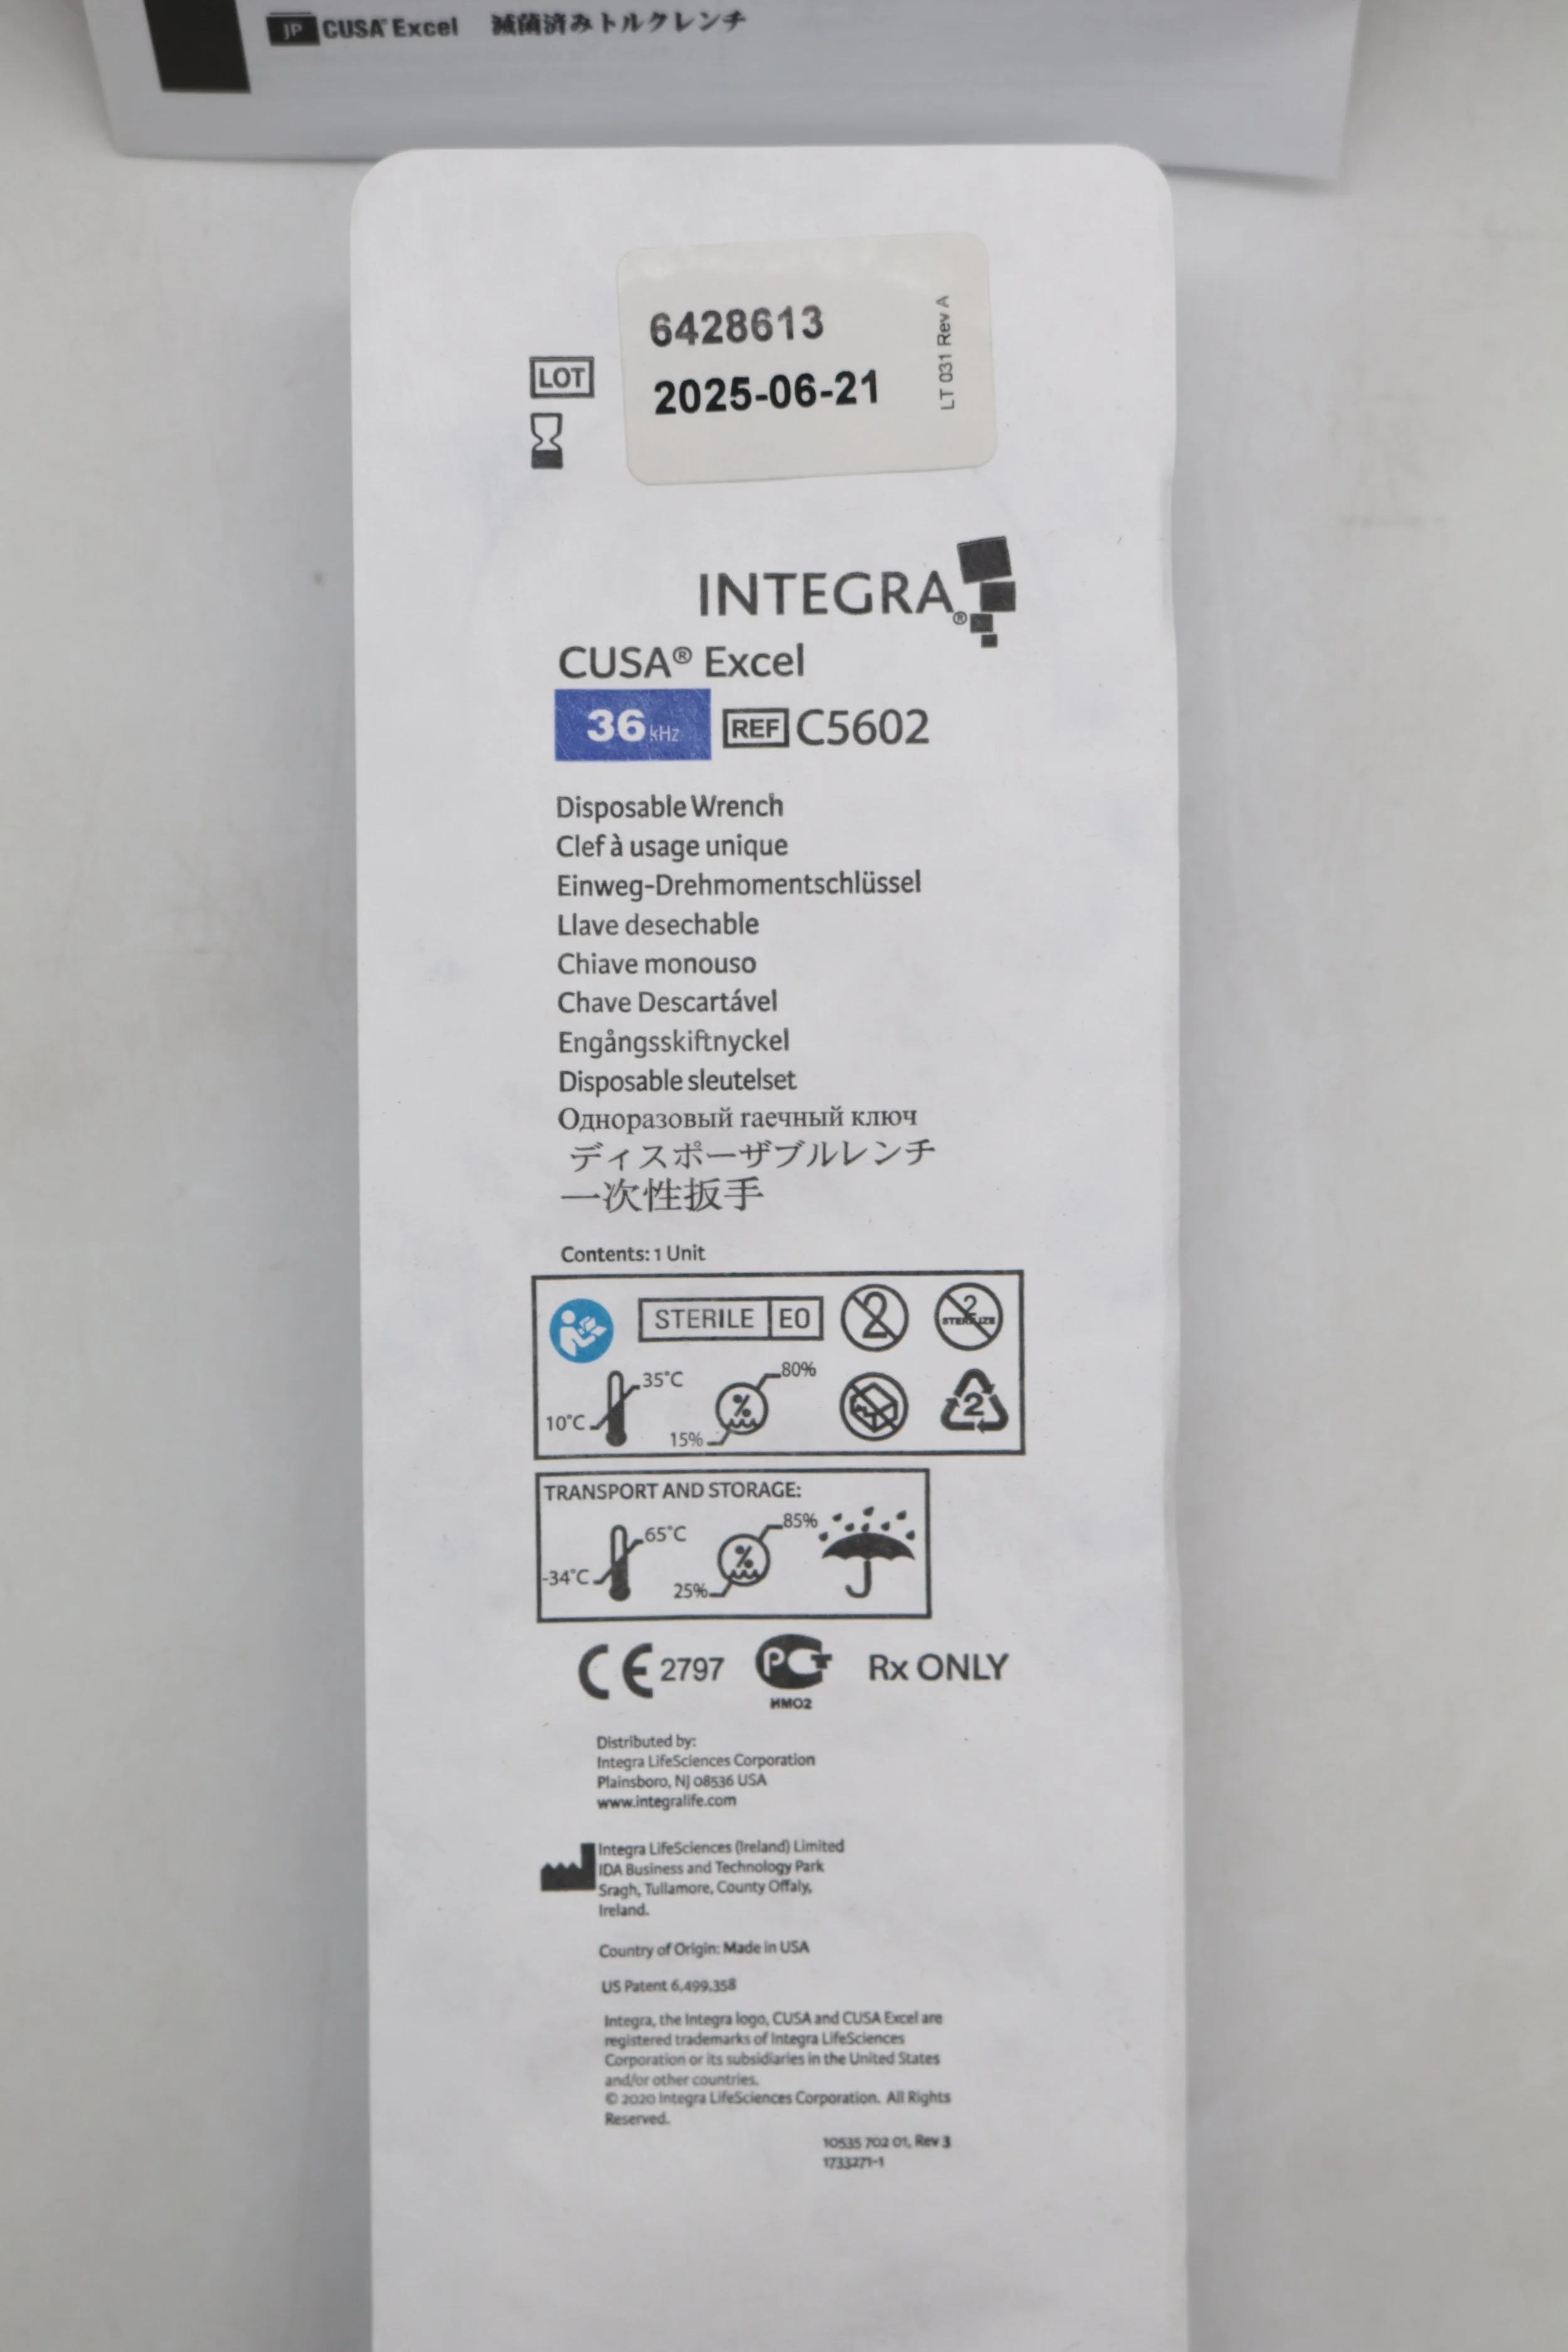 JP CUSA® Excel 滅菌済みトルクレンチ
6428613
LOT
2025-06-21
LT 031 Rev A
INTEGRA®
CUSA® Excel
36 kHz REF C5602
Disposable Wrench
Clef à usage unique
Einweg-Drehmomentschlüssel
Llave desechable
Chiave monouso
Chave Descartável
Engångsskiftnyckel
Disposable sleutelset
Одноразовый гаечный ключ
ディスポーザブルレンチ
一次性扳手
Contents: 1 Unit
STERILE EO 2 2 STERILIZE
35°C 80%
10°C % 15% 2
TRANSPORT AND STORAGE:
65°C 85%
-34°C % 25%
CE 2797 РСТ Rx ONLY
ИМ02
Distributed by:
Integra LifeSciences Corporation
Plainsboro, NJ 08536 USA
www.integralife.com
Integra LifeSciences (Ireland) Limited
IDA Business and Technology Park
Sragh, Tullamore, County Offaly,
Ireland.
Country of Origin: Made in USA
US Patent 6,499,358
Integra, the Integra logo, CUSA and CUSA Excel are
registered trademarks of Integra LifeSciences
Corporation or its subsidiaries in the United States
and/or other countries.
© 2020 Integra LifeSciences Corporation. All Rights
Reserved.
10535 702 01, Rev 3
1733271-1